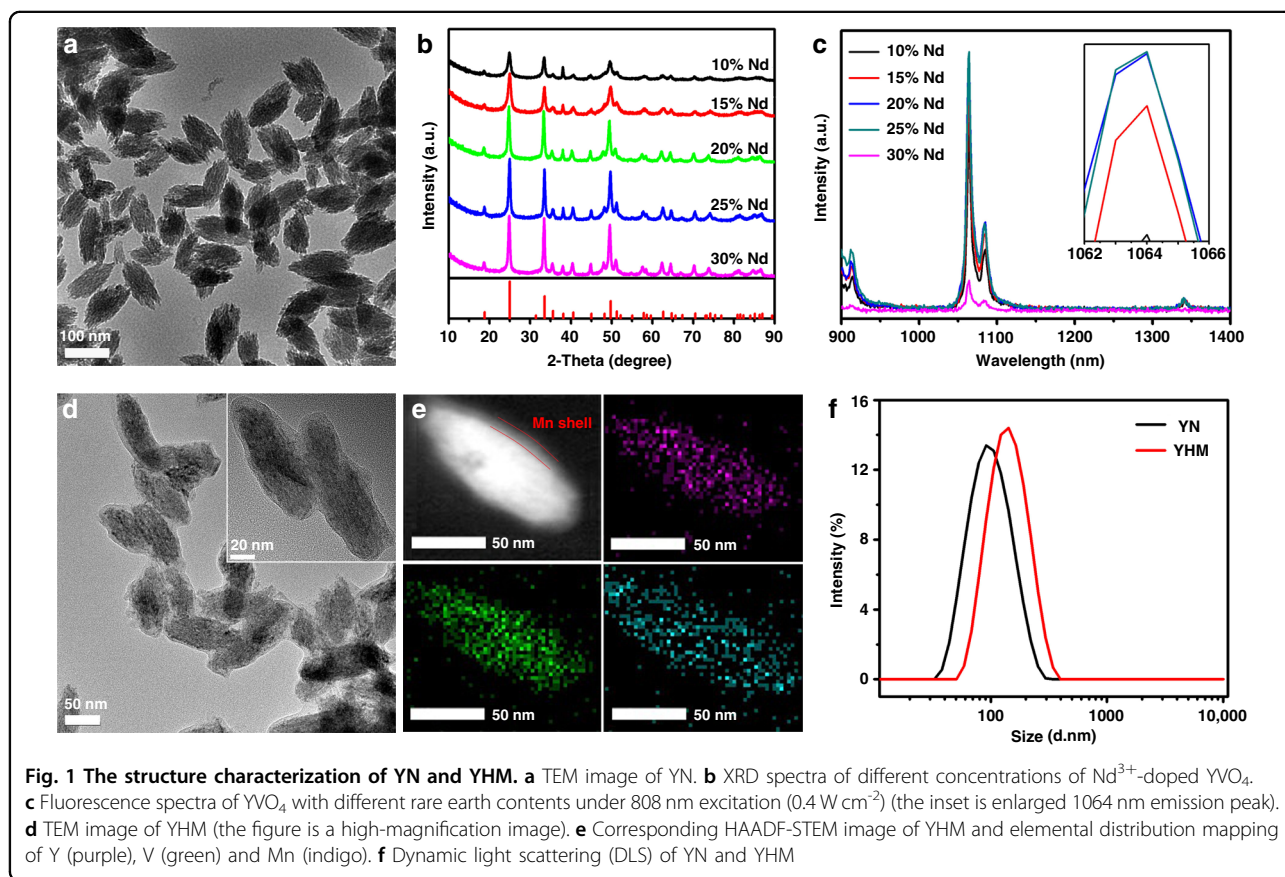 a
100 nm
b
Intensity (a.u.)
10% Nd
15% Nd
20% Nd
25% Nd
30% Nd
10 20 30 40 50 60 70 80 90
2-Theta (degree)
c
Intensity (a.u.)
10% Nd
15% Nd
20% Nd
25% Nd
30% Nd
1062 1064 1066
900 1000 1100 1200 1300 1400
Wavelength (nm)
d
20 nm
50 nm
e
Mn shell
50 nm
50 nm
50 nm
50 nm
f
Intensity (%)
16
12
8
4
0
YN
YHM
100 1000 10,000
Size (d.nm)
Fig. 1 The structure characterization of YN and YHM. a TEM image of YN. b XRD spectra of different concentrations of Nd³⁺-doped YVO₄.
c Fluorescence spectra of YVO₄ with different rare earth contents under 808 nm excitation (0.4 W cm⁻²) (the inset is enlarged 1064 nm emission peak).
d TEM image of YHM (the figure is a high-magnification image). e Corresponding HAADF-STEM image of YHM and elemental distribution mapping
of Y (purple), V (green) and Mn (indigo). f Dynamic light scattering (DLS) of YN and YHM